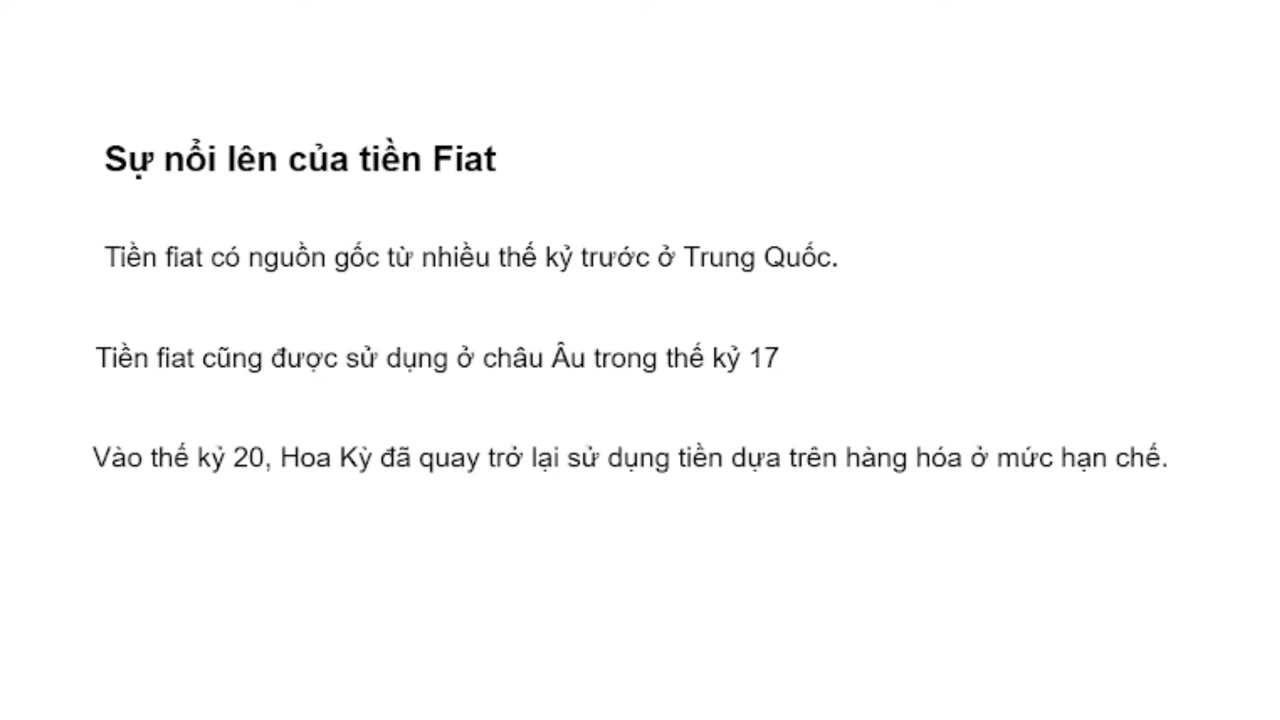 Sự nổi lên của tiền Fiat
Tiền fiat có nguồn gốc từ nhiều thế kỷ trước ở Trung Quốc.
Tiền fiat cũng được sử dụng ở châu Âu trong thế kỷ 17
Vào thế kỷ 20, Hoa Kỳ đã quay trở lại sử dụng tiền dựa trên hàng hóa ở mức hạn chế.